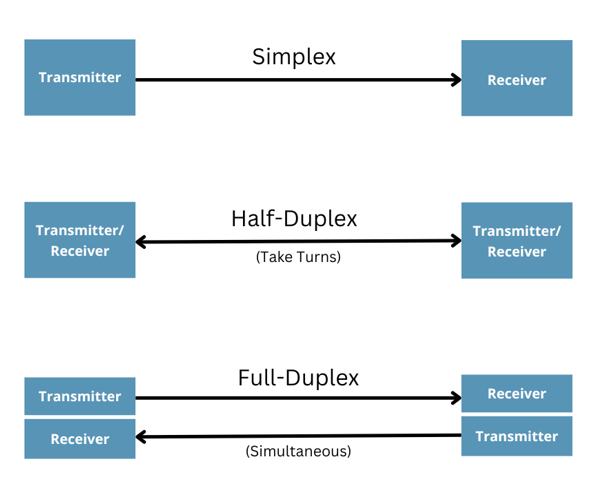 Simplex
Transmitter
Receiver
Half-Duplex
Transmitter/
Receiver
(Take Turns)
Transmitter/
Receiver
Full-Duplex
Transmitter
Receiver
Receiver
Transmitter
(Simultaneous)